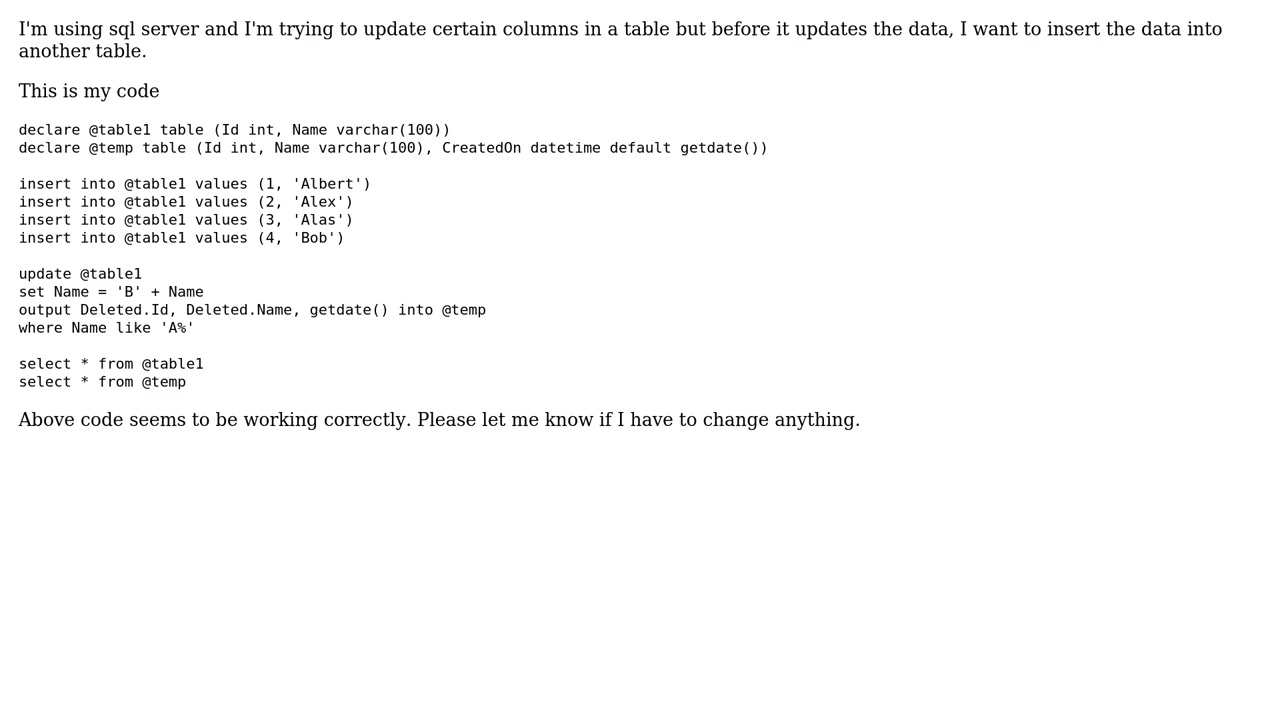 I'm using sql server and I'm trying to update certain columns in a table but before it updates the data, I want to insert the data into
another table.
This is my code
declare @table1 table (Id int, Name varchar(100))
declare @temp table (Id int, Name varchar(100), CreatedOn datetime default getdate())
insert into @table1 values (1, 'Albert')
insert into @table1 values (2, 'Alex')
insert into @table1 values (3, 'Alas')
insert into @table1 values (4, 'Bob')
update @table1
set Name = 'B' + Name
output Deleted.Id, Deleted.Name, getdate() into @temp
where Name like 'A%'
select * from @table1
select * from @temp
Above code seems to be working correctly. Please let me know if I have to change anything.